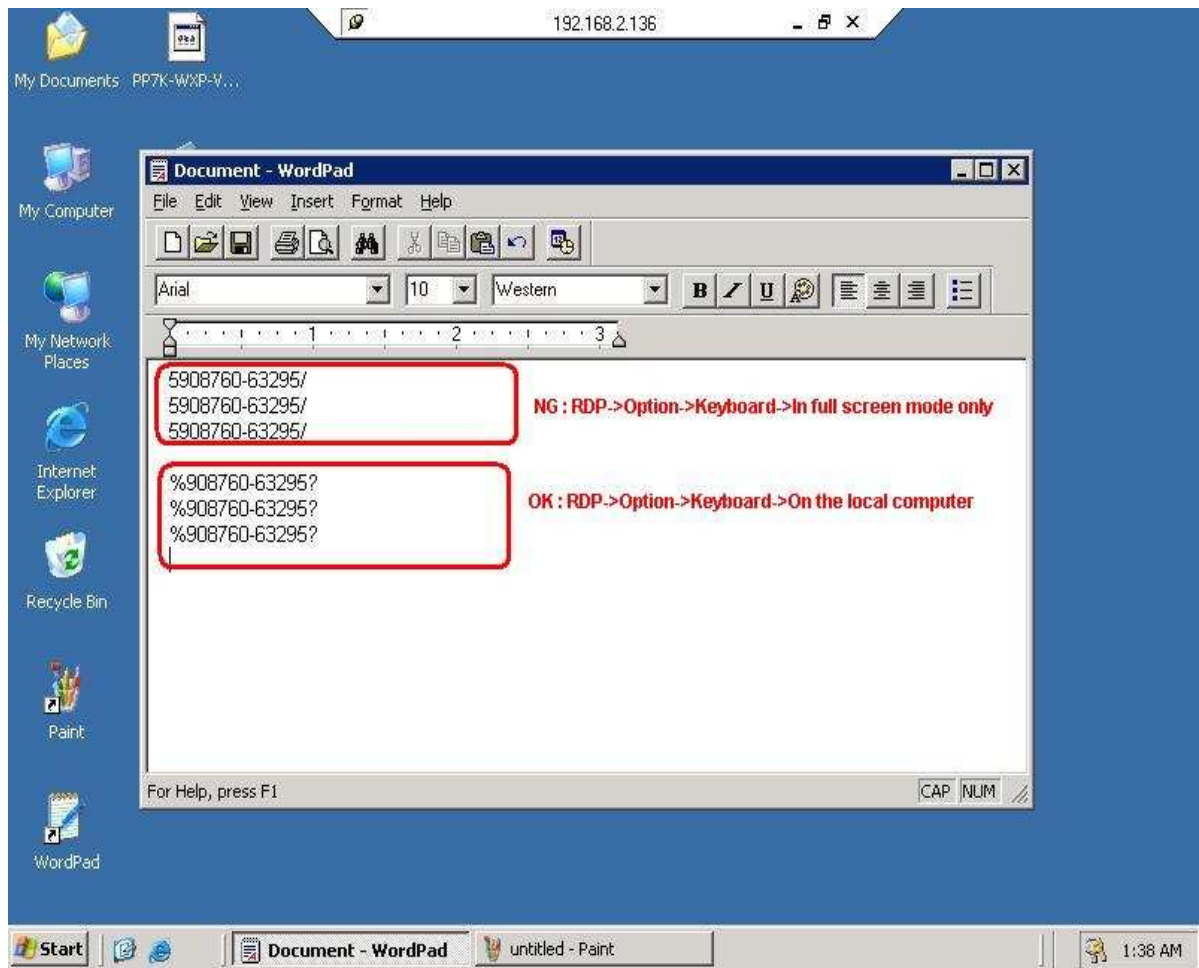 192.168.2.136
My Documents
PP7K-WXP-V...
My Computer
My Network
Places
Internet
Explorer
Recycle Bin
Paint
WordPad
Document - WordPad
File Edit View Insert Format Help
Arial 10 Western B I U
1 2 3
5908760-63295/
5908760-63295/
5908760-63295/
NG : RDP->Option->Keyboard->In full screen mode only
%908760-63295?
%908760-63295?
%908760-63295?
OK : RDP->Option->Keyboard->On the local computer
For Help, press F1
CAP NUM
Start
Document - WordPad
untitled - Paint
1:38 AM